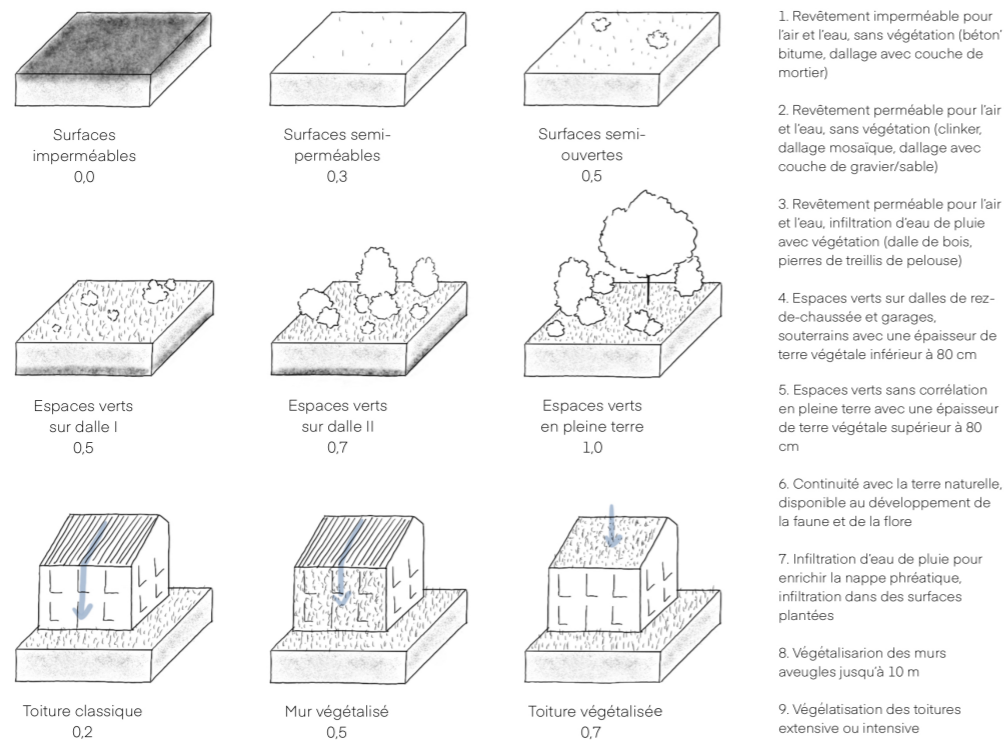 Surfaces
imperméables
0,0
Surfaces semi-
perméables
0,3
Surfaces semi-
ouvertes
0,5
Espaces verts
sur dalle I
0,5
Espaces verts
sur dalle II
0,7
Espaces verts
en pleine terre
1,0
Toiture classique
0,2
Mur végétalisé
0,5
Toiture végétalisée
0,7
1. Revêtement imperméable pour
l'air et l'eau, sans végétation (béton'
bitume, dallage avec couche de
mortier)
2. Revêtement perméable pour l'air
et l'eau, sans végétation (clinker,
dallage mosaïque, dallage avec
couche de gravier/sable)
3. Revêtement perméable pour l'air
et l'eau, infiltration d'eau de pluie
avec végétation (dalle de bois,
pierres de treillis de pelouse)
4. Espaces verts sur dalles de rez-
de-chaussée et garages,
souterrains avec une épaisseur de
terre végétale inférieur à 80 cm
5. Espaces verts sans corrélation
en pleine terre avec une épaisseur
de terre végétale supérieur à 80
cm
6. Continuité avec la terre naturelle,
disponible au développement de
la faune et de la flore
7. Infiltration d'eau de pluie pour
enrichir la nappe phréatique,
infiltration dans des surfaces
plantées
8. Végétalisarion des murs
aveugles jusqu'à 10 m
9. Végélatisation des toitures
extensive ou intensive